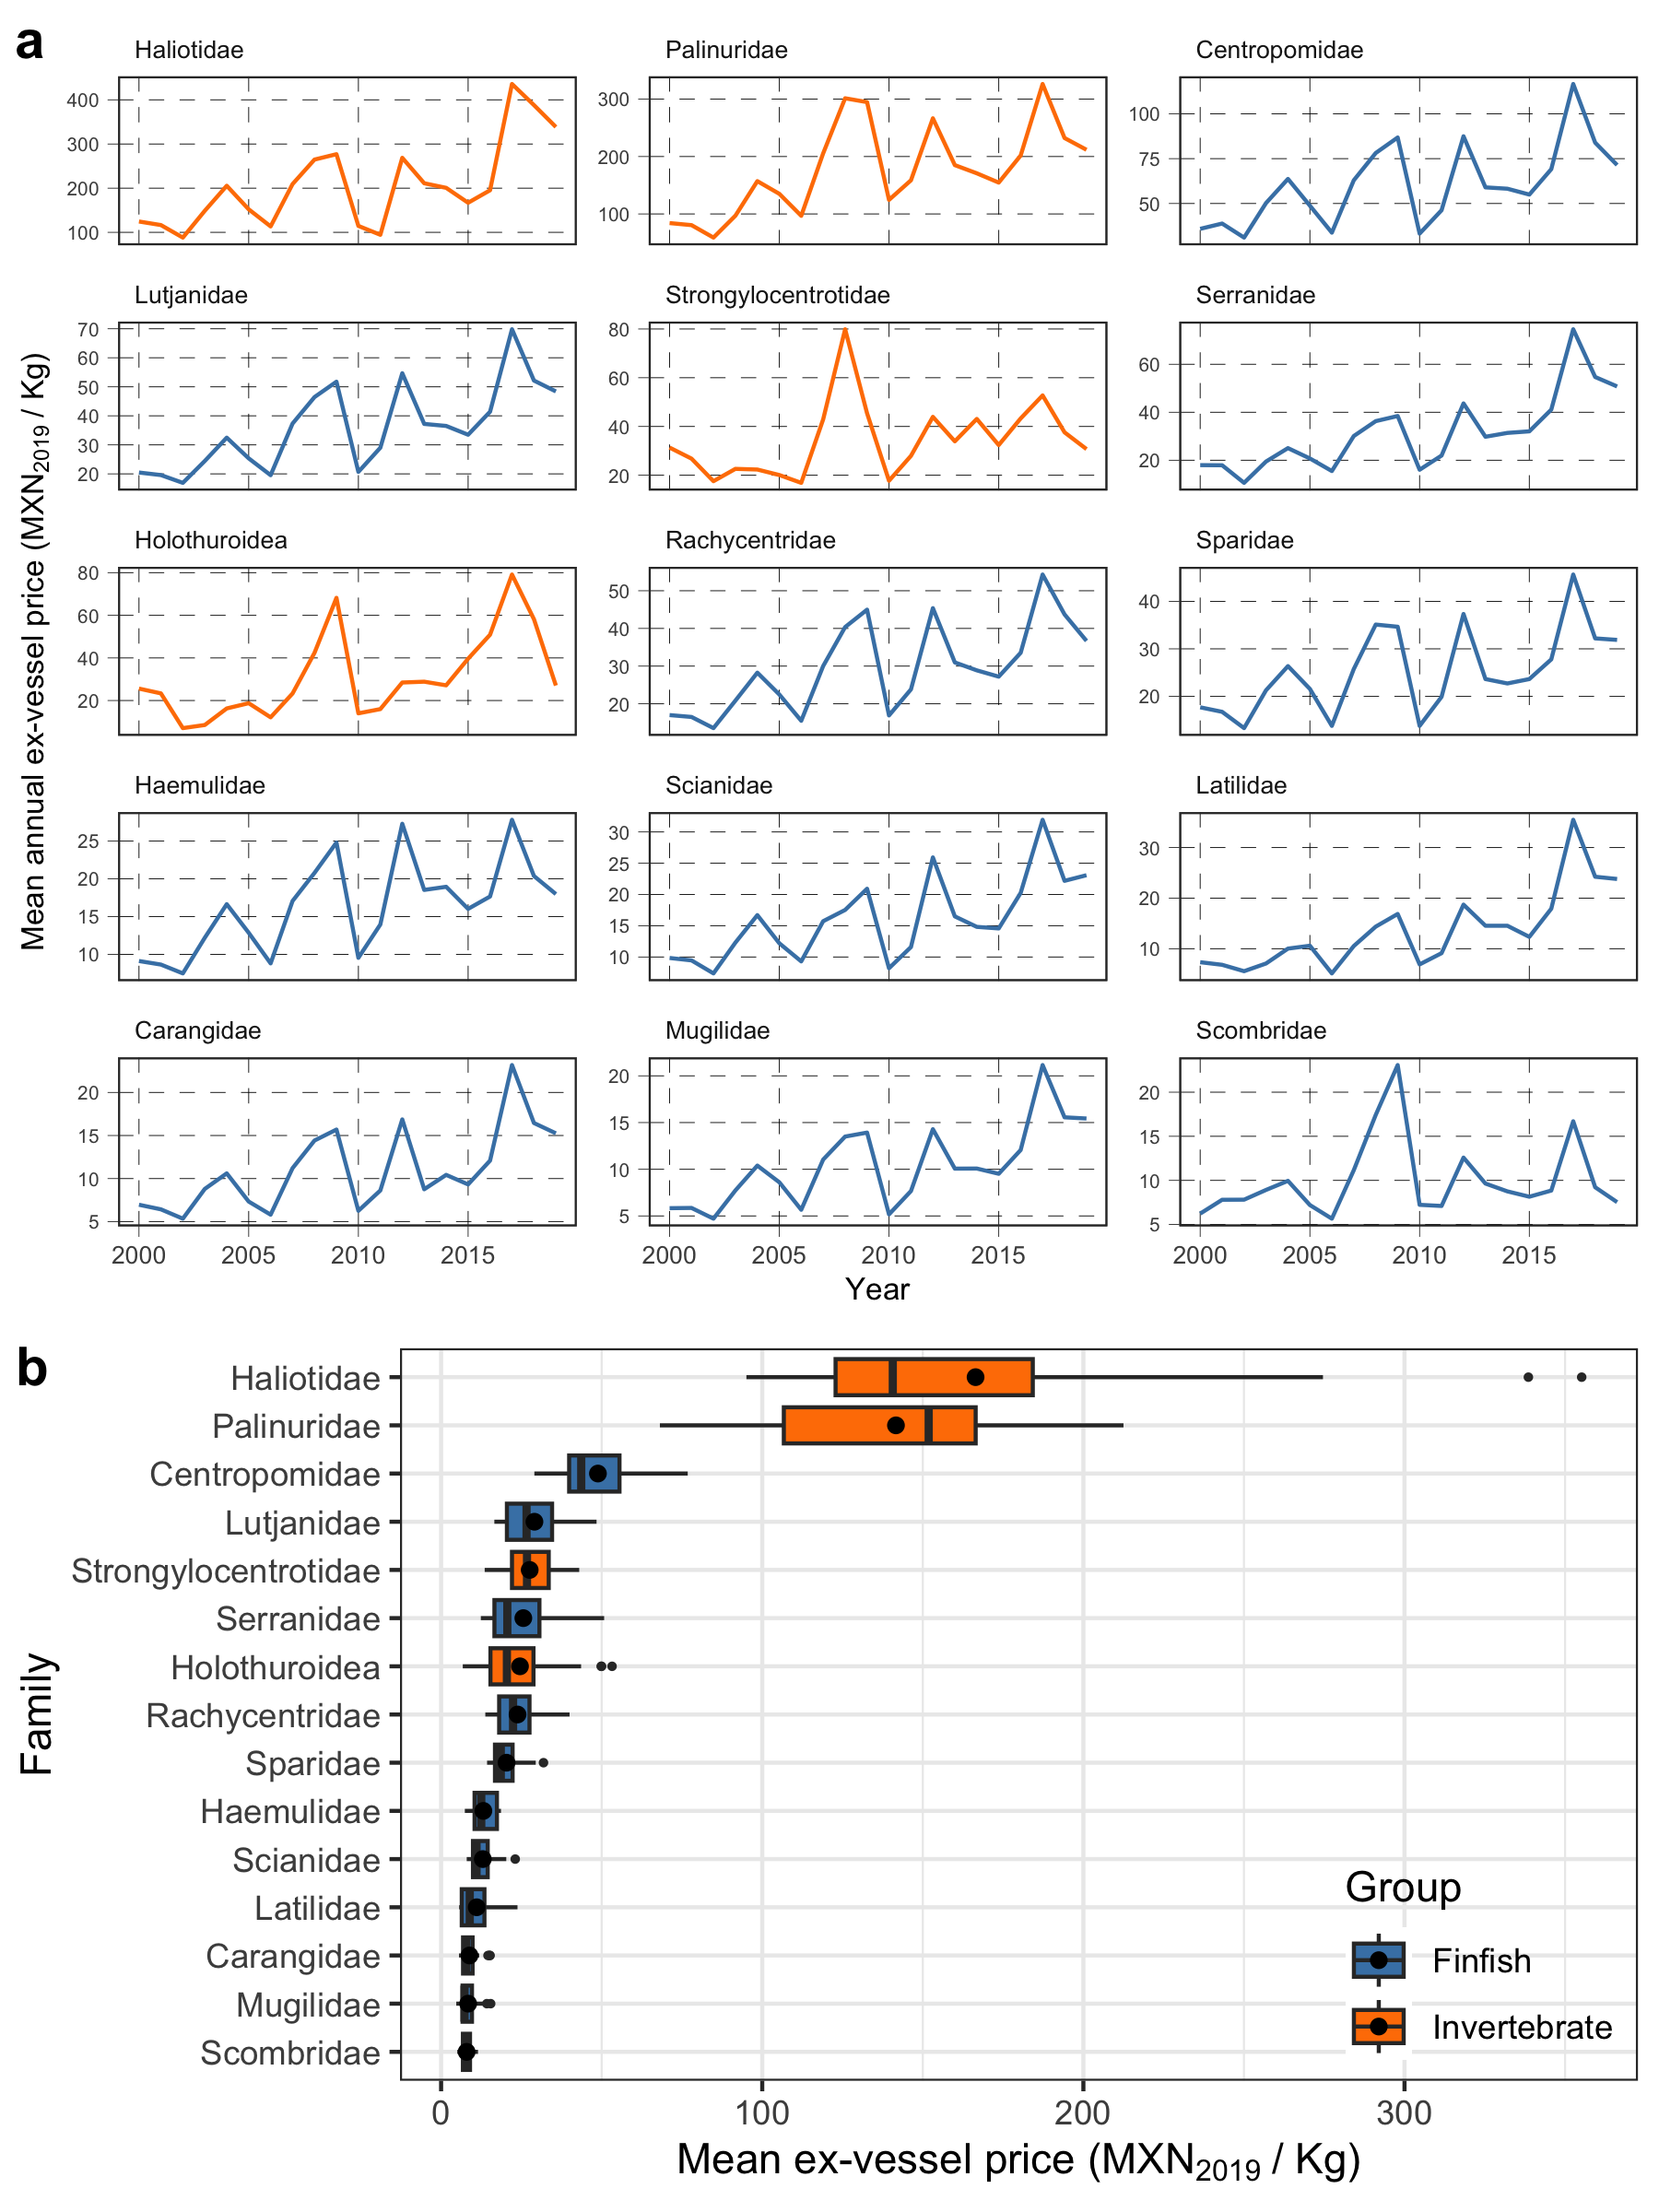 a
Haliotidae
Palinuridae
Centropomidae
400
300
200
100
300
200
100
100
75
50
Lutjanidae
Strongylocentrotidae
Serranidae
70
60
50
40
30
20
80
60
40
20
60
40
20
Holothuroidea
Rachycentridae
Sparidae
80
60
40
20
50
40
30
20
40
30
20
Haemulidae
Scianidae
Latilidae
25
20
15
10
30
25
20
15
10
30
20
10
Carangidae
Mugilidae
Scombridae
20
15
10
5
20
15
10
5
20
15
10
5
2000 2005 2010 2015
2000 2005 2010 2015
2000 2005 2010 2015
Mean annual ex-vessel price (MXN2019 / Kg)
Year
b
Haliotidae
Palinuridae
Centropomidae
Lutjanidae
Strongylocentrotidae
Serranidae
Holothuroidea
Rachycentridae
Sparidae
Haemulidae
Scianidae
Latilidae
Carangidae
Mugilidae
Scombridae
Family
Group
Finfish
Invertebrate
0 100 200 300
Mean ex-vessel price (MXN2019 / Kg)